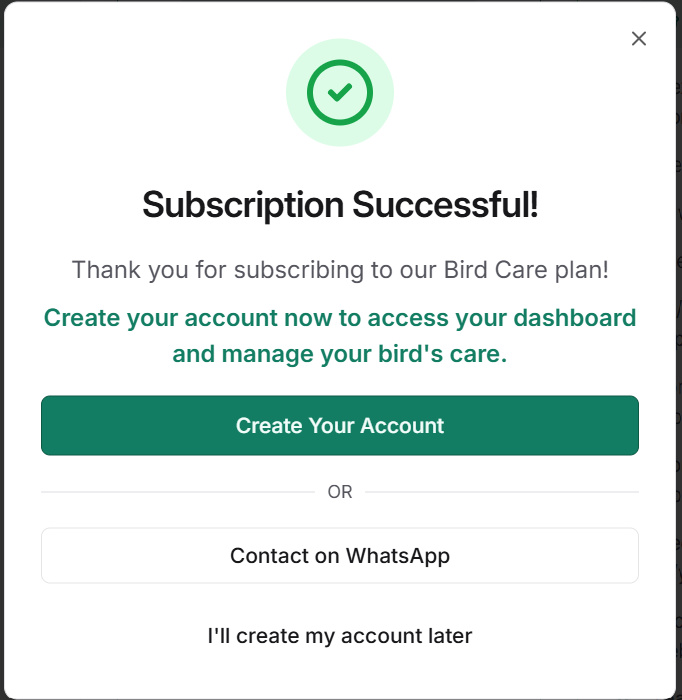 Subscription Successful!
Thank you for subscribing to our Bird Care plan!
Create your account now to access your dashboard
and manage your bird's care.
Create Your Account
OR
Contact on WhatsApp
I'll create my account later